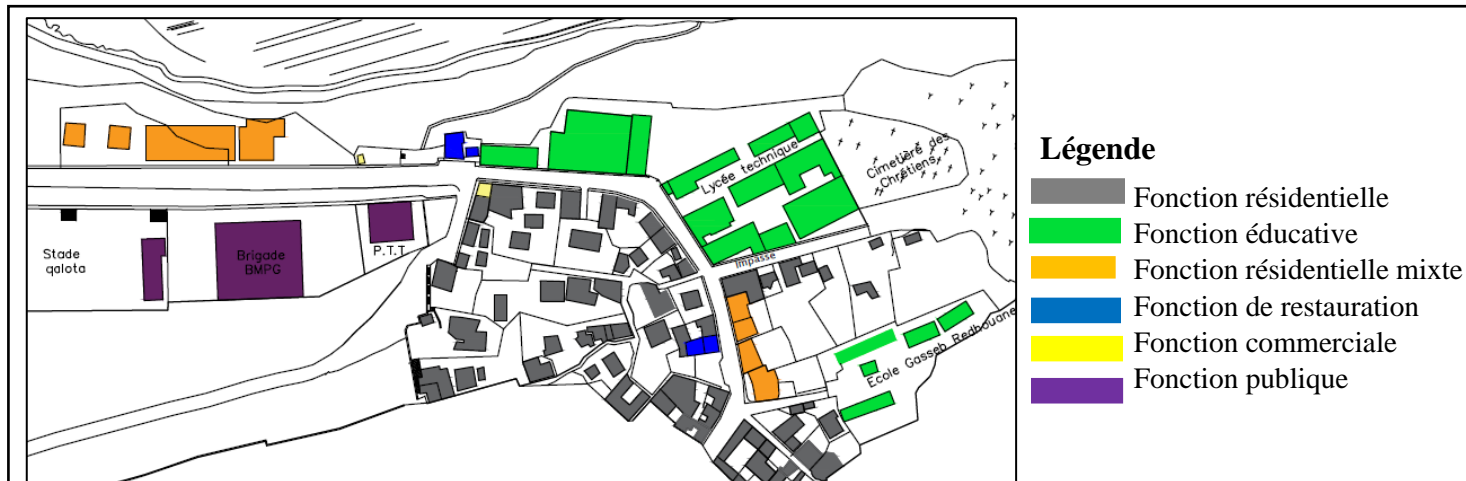 Lycée technique
Cimetière des
Chrétiens
Stade
qalota
Brigade
BMPG
P.T.T
Impasse
Ecole Gasseb Redhouane
Légende
Fonction résidentielle
Fonction éducative
Fonction résidentielle mixte
Fonction de restauration
Fonction commerciale
Fonction publique